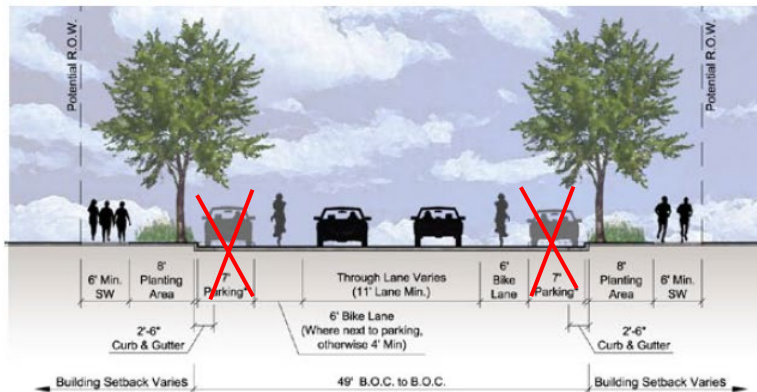 Potential R.O.W.
Potential R.O.W.
6' Min.
SW
8'
Planting
Area
7'
Parking*
Through Lane Varies
(11' Lane Min.)
6'
Bike
Lane
7'
Parking*
8'
Planting
Area
6' Min.
SW
6' Bike Lane
(Where next to parking,
otherwise 4' Min)
2'-6"
Curb & Gutter
2'-6"
Curb & Gutter
Building Setback Varies
49' B.O.C. to B.O.C.
Building Setback Varies